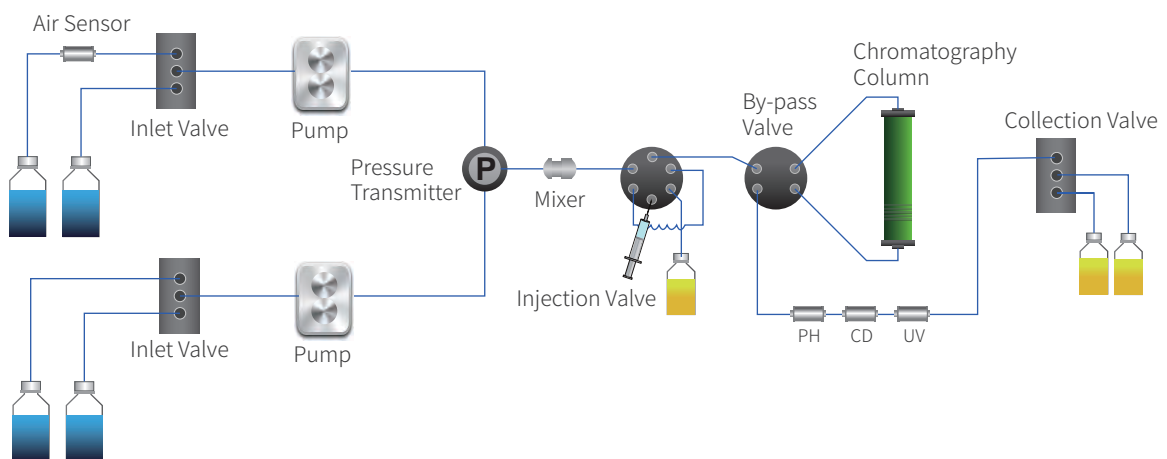 Air Sensor
Inlet Valve
Pump
Pressure
Transmitter
P
Mixer
Injection Valve
By-pass
Valve
Chromatography
Column
Collection Valve
PH
CD
UV
Inlet Valve
Pump